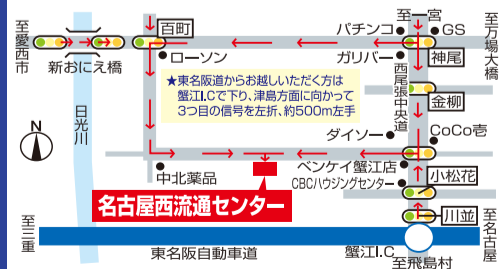 至愛西市
百町
新おにえ橋
ローソン
パチンコ
至一宮
GS
至万場大橋
ガリバー
神尾
西尾張中央道
金柳
★東名阪道からお越しいただく方は
蟹江I.Cで下り、津島方面に向かって
3つ目の信号を左折、約500m左手
日光川
N
ダイソー
CoCo壱
中北薬品
ベンケイ蟹江店
CBCハウジングセンター
小松花
名古屋西流通センター
川並
至三重
東名阪自動車道
蟹江I.C
至名古屋
至飛島村